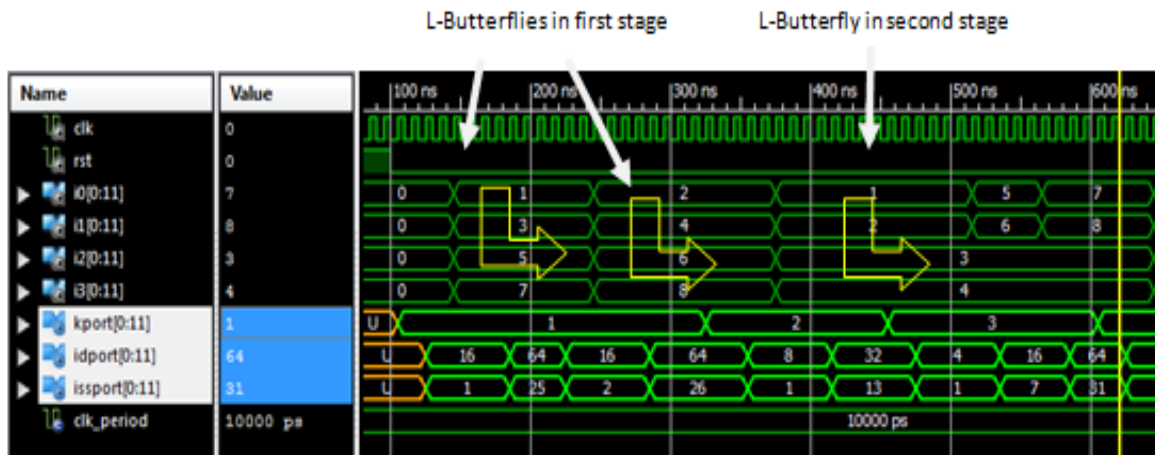 L-Butterflies in first stage L-Butterfly in second stage
Name Value 100 ns 200 ns 300 ns 400 ns 500 ns 600
clk 0
rst 0
i0[0:11] 7 0 1 2 1 5 7
i1[0:11] 8 0 3 4 2 6 8
i2[0:11] 3 0 5 6 3
i3[0:11] 4 0 7 8 4
kport[0:11] 1 U 1 2 3
idport[0:11] 64 U 16 64 16 64 8 32 4 16 64
issport[0:11] 31 U 1 25 2 26 1 13 1 7 31
clk_period 10000 ps 10000 ps